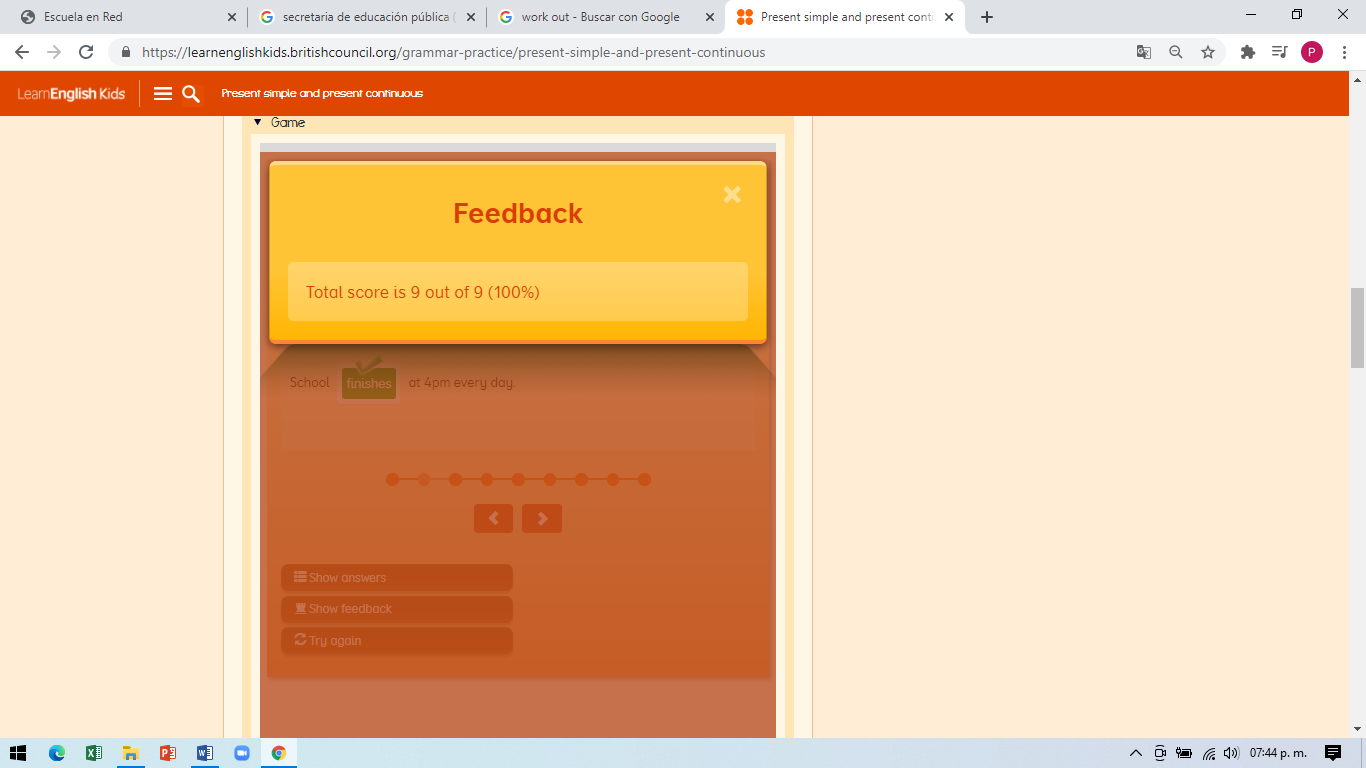 Escuela en Red
secretaria de educación pública (
work out - Buscar con Google
Present simple and present conti
https://learnenglishkids.britishcouncil.org/grammar-practice/present-simple-and-present-continuous
P
LearnEnglish Kids
Present simple and present continuous
Game
Feedback
Total score is 9 out of 9 (100%)
School finishes at 4pm every day.
Show answers
Show feedback
Try again
07:44 p. m.